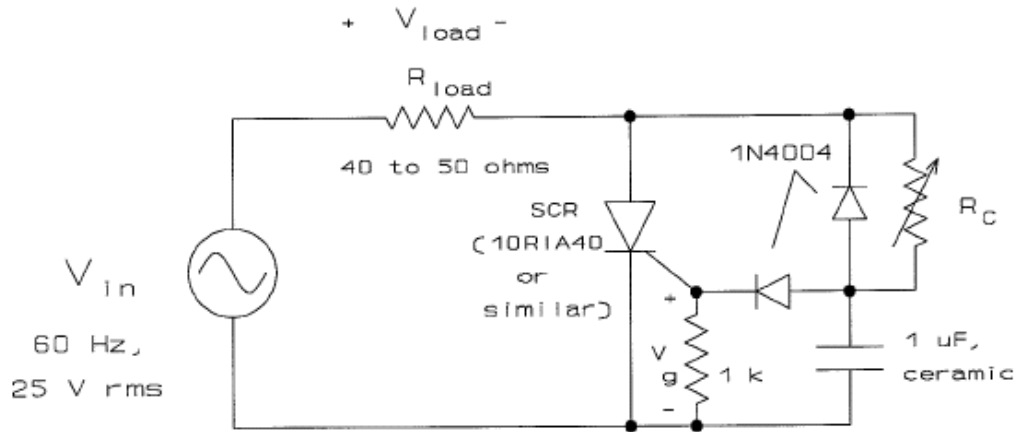 + V load -
R load
40 to 50 ohms
1N4004
SCR
(10RIA40
or
similar)
R C
V in
60 Hz,
25 V rms
+
V g
-
1 k
1 uF,
ceramic